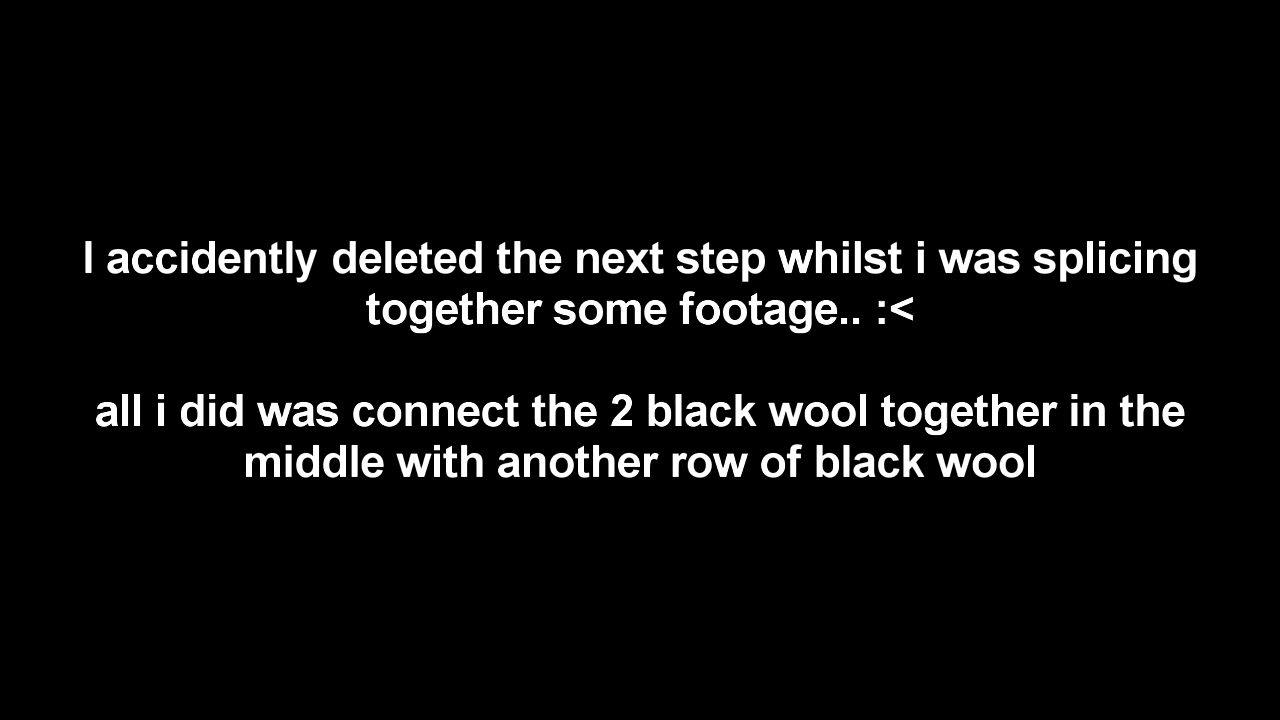 I accidently deleted the next step whilst i was splicing
together some footage.. :<
all i did was connect the 2 black wool together in the
middle with another row of black wool